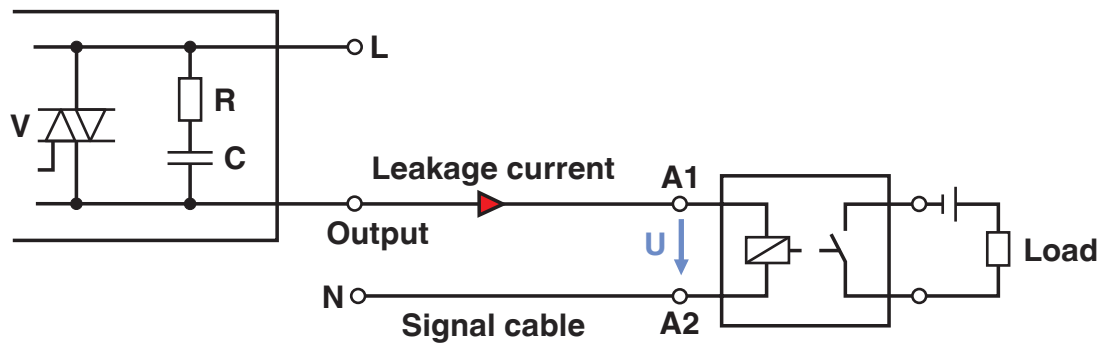 L
R
V
C
Leakage current
A1
Output
U
Load
N
Signal cable
A2